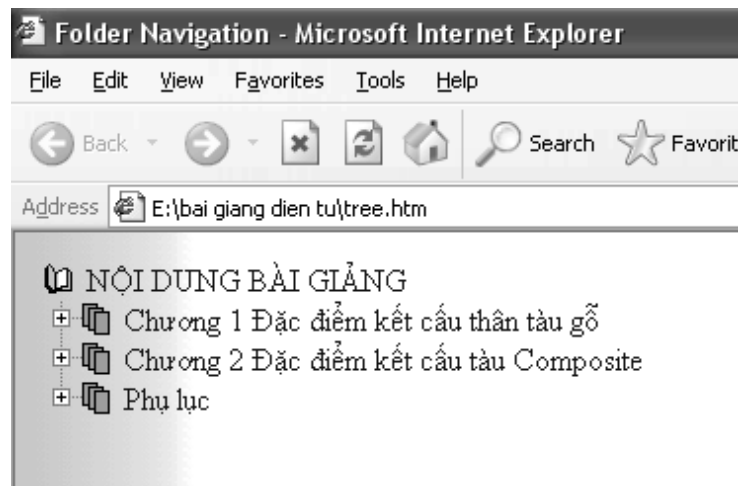 Folder Navigation - Microsoft Internet Explorer
File Edit View Favorites Tools Help
Back Search Favorit
Address E:\bai giang dien tu\tree.htm
NỘI DUNG BÀI GIẢNG
Chương 1 Đặc điểm kết cấu thân tàu gỗ
Chương 2 Đặc điểm kết cấu tàu Composite
Phụ lục